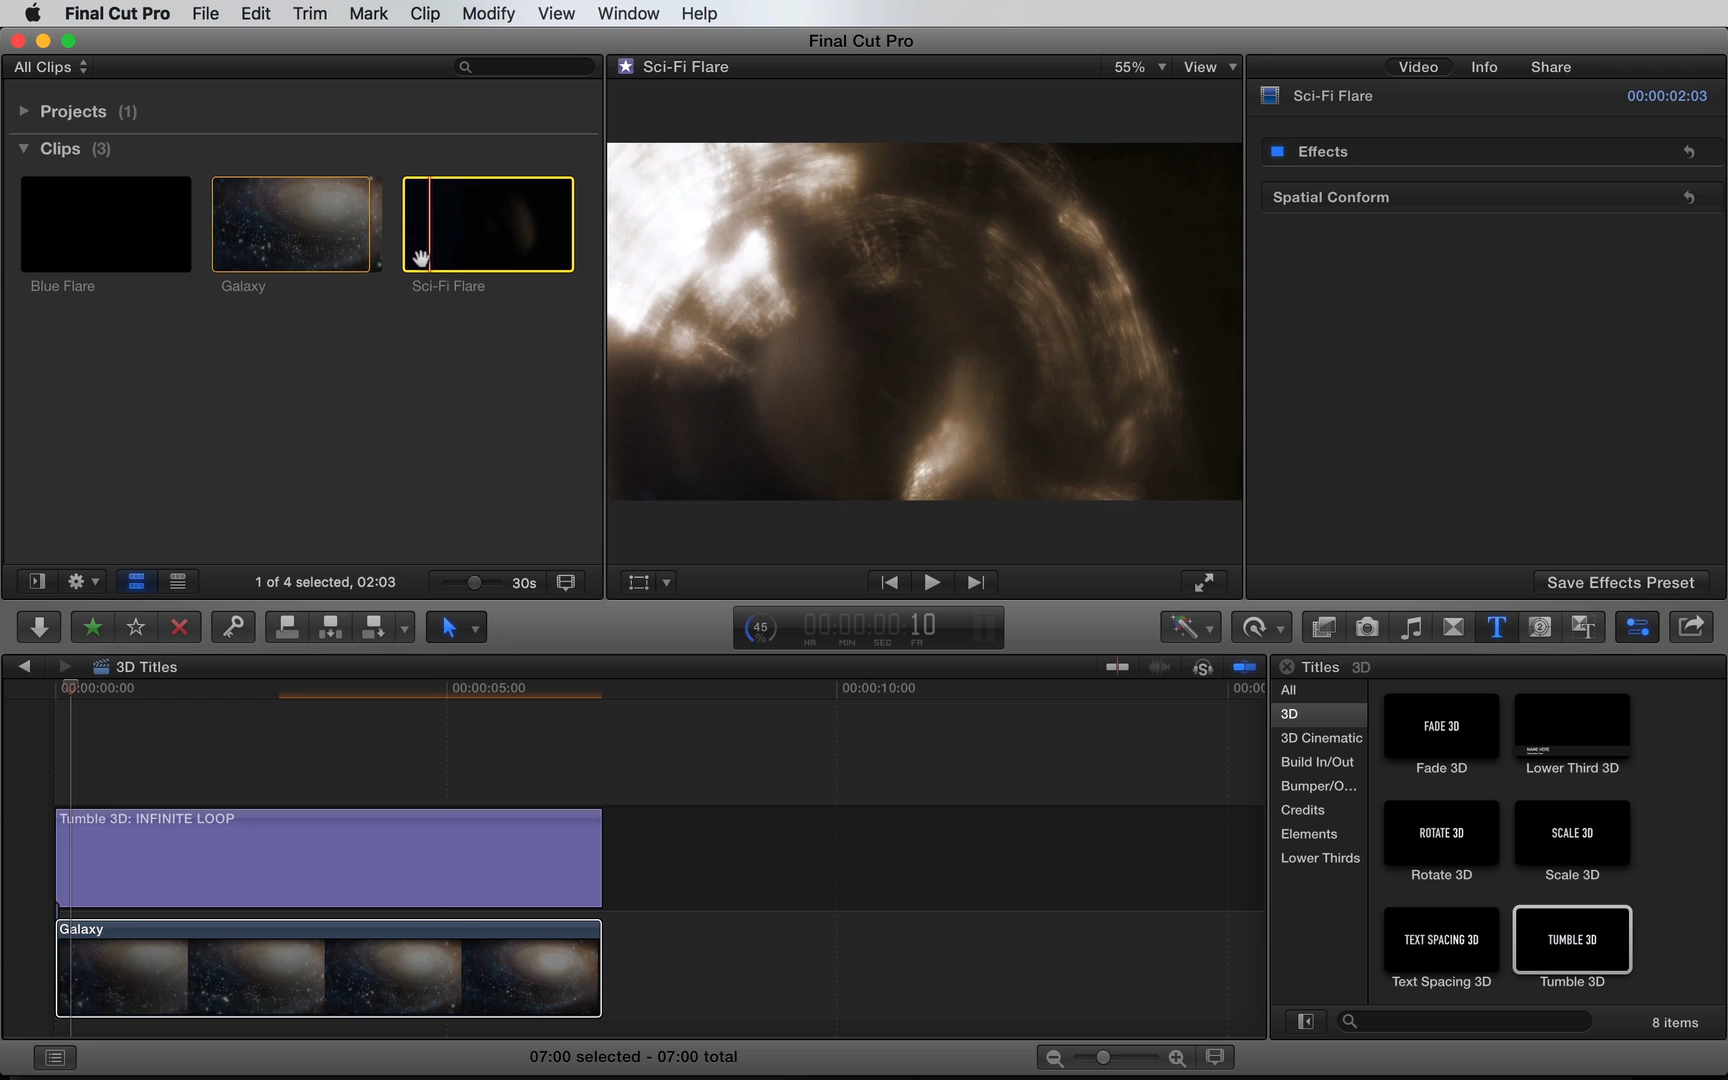 Final Cut Pro File Edit Trim Mark Clip Modify View Window Help
Final Cut Pro
All Clips
Sci-Fi Flare 55% View
Video Info Share
Sci-Fi Flare 00:00:02:03
Projects (1)
Clips (3)
Effects
Spatial Conform
Blue Flare Galaxy Sci-Fi Flare
1 of 4 selected, 02:03 30s
Save Effects Preset
45 % 00:00:00:10
HR MIN SEC FR
3D Titles
00:00:00:00 00:00:05:00 00:00:10:00 00:00
Tumble 3D: INFINITE LOOP
Galaxy
07:00 selected - 07:00 total
Titles 3D
All
3D
3D Cinematic
Build In/Out
Bumper/O...
Credits
Elements
Lower Thirds
FADE 3D NAME HERE
Fade 3D Lower Third 3D
ROTATE 3D SCALE 3D
Rotate 3D Scale 3D
TEXT SPACING 3D TUMBLE 3D
Text Spacing 3D Tumble 3D
8 items